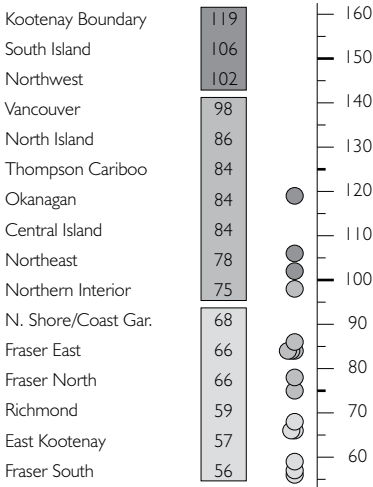 Kootenay Boundary 119
South Island 106
Northwest 102
Vancouver 98
North Island 86
Thompson Cariboo 84
Okanagan 84
Central Island 84
Northeast 78
Northern Interior 75
N. Shore/Coast Gar. 68
Fraser East 66
Fraser North 66
Richmond 59
East Kootenay 57
Fraser South 56
160
150
140
130
120
110
100
90
80
70
60